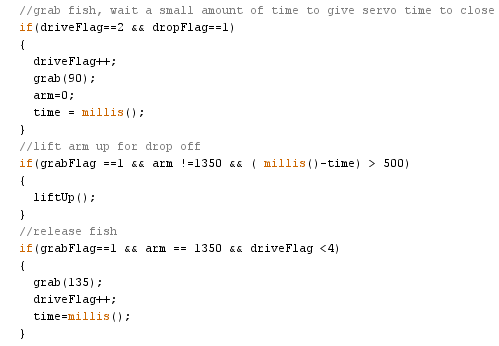 //grab fish, wait a small amount of time to give servo time to close
if(driveFlag==2 && dropFlag==1)
{
driveFlag++;
grab(90);
arm=0;
time = millis();
}
//lift arm up for drop off
if(grabFlag ==1 && arm !=1350 && ( millis()-time) > 500)
{
liftUp();
}
//release fish
if(grabFlag==1 && arm == 1350 && driveFlag <4)
{
grab(135);
driveFlag++;
time=millis();
}